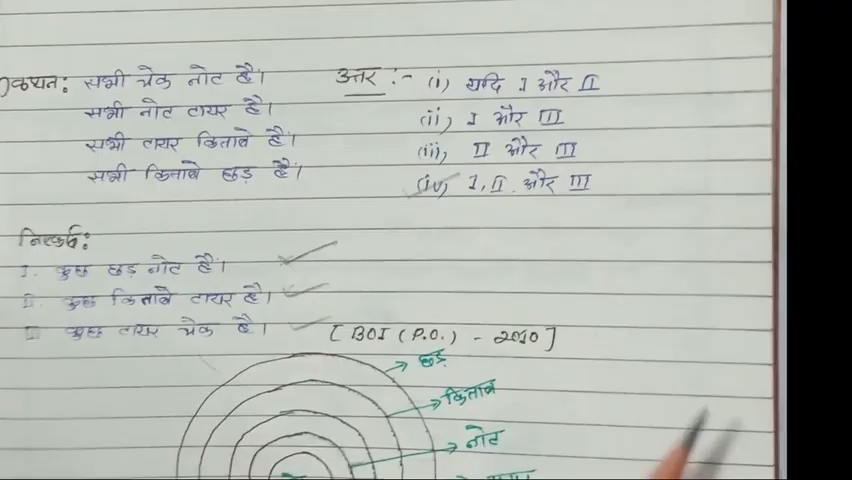 कथन: सभी चेक नोट है। उत्तर :- (i) यदि I और II
सभी नोट टायर है। (ii) I और III
सभी टायर किताबे है। (iii) II और III
सभी किताबे छड़ है। (iv) I, II और III
निष्कर्ष:
I. कुछ छड़ नोट है।
II. कुछ किताबे टायर है।
III कुछ टायर चेक है। [BOI (P.O.) - 2010]
छड़
किताब
नोट